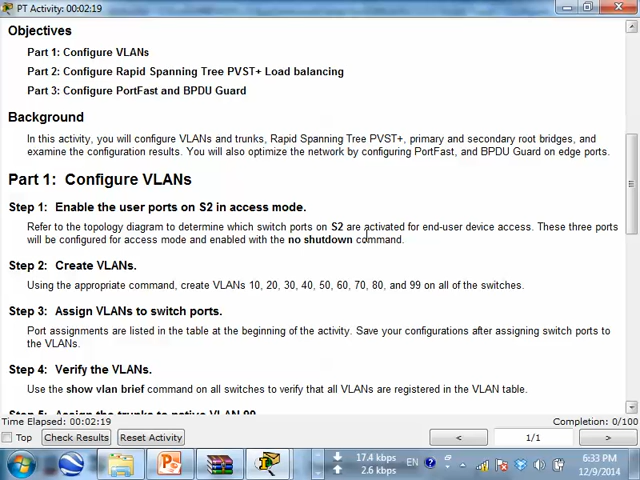 PT Activity: 00:02:19
Objectives
Part 1: Configure VLANs
Part 2: Configure Rapid Spanning Tree PVST+ Load balancing
Part 3: Configure PortFast and BPDU Guard
Background
In this activity, you will configure VLANs and trunks, Rapid Spanning Tree PVST+, primary and secondary root bridges, and
examine the configuration results. You will also optimize the network by configuring PortFast, and BPDU Guard on edge ports.
Part 1: Configure VLANs
Step 1: Enable the user ports on S2 in access mode.
Refer to the topology diagram to determine which switch ports on S2 are activated for end-user device access. These three ports
will be configured for access mode and enabled with the no shutdown command.
Step 2: Create VLANs.
Using the appropriate command, create VLANs 10, 20, 30, 40, 50, 60, 70, 80, and 99 on all of the switches.
Step 3: Assign VLANs to switch ports.
Port assignments are listed in the table at the beginning of the activity. Save your configurations after assigning switch ports to
the VLANs.
Step 4: Verify the VLANs.
Use the show vlan brief command on all switches to verify that all VLANs are registered in the VLAN table.
Step 5: Assign the trunks to native VLAN 99.
Time Elapsed: 00:02:19 Completion: 0/100
Top Check Results Reset Activity < 1/1 >
17.4 kbps EN 6:33 PM
2.6 kbps 12/9/2014